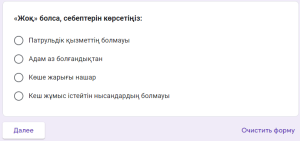 «Жоқ» болса, себептерін көрсетіңіз:
Патрульдік қызметтің болмауы
Адам аз болғандықтан
Көше жарығы нашар
Кеш жұмыс істейтін нысандардың болмауы
Далее
Очистить форму